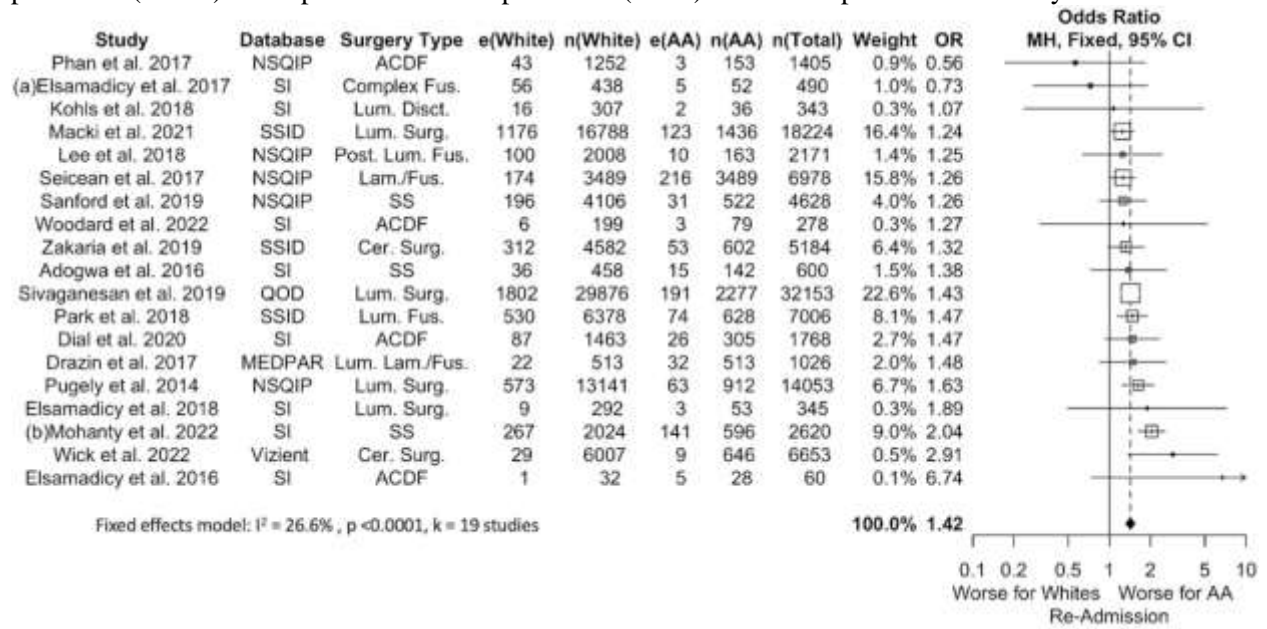 Odds Ratio
Study Database Surgery Type e(White) n(White) e(AA) n(AA) n(Total) Weight OR MH, Fixed, 95% CI
Phan et al. 2017 NSQIP ACDF 43 1252 3 153 1405 0.9% 0.56
(a)Elsamadicy et al. 2017 SI Complex Fus. 56 438 5 52 490 1.0% 0.73
Kohls et al. 2018 SI Lum. Disct. 16 307 2 36 343 0.3% 1.07
Macki et al. 2021 SSID Lum. Surg. 1176 16788 123 1436 18224 16.4% 1.24
Lee et al. 2018 NSQIP Post. Lum. Fus. 100 2008 10 163 2171 1.4% 1.25
Seicean et al. 2017 NSQIP Lam./Fus. 174 3489 216 3489 6978 15.8% 1.26
Sanford et al. 2019 NSQIP SS 196 4106 31 522 4628 4.0% 1.26
Woodard et al. 2022 SI ACDF 6 199 3 79 278 0.3% 1.27
Zakaria et al. 2019 SSID Cer. Surg. 312 4582 53 602 5184 6.4% 1.32
Adogwa et al. 2016 SI SS 36 458 15 142 600 1.5% 1.38
Sivaganesan et al. 2019 QOD Lum. Surg. 1802 29876 191 2277 32153 22.6% 1.43
Park et al. 2018 SSID Lum. Fus. 530 6378 74 628 7006 8.1% 1.47
Dial et al. 2020 SI ACDF 87 1463 26 305 1768 2.7% 1.47
Drazin et al. 2017 MEDPAR Lum. Lam./Fus. 22 513 32 513 1026 2.0% 1.48
Pugely et al. 2014 NSQIP Lum. Surg. 573 13141 63 912 14053 6.7% 1.63
Elsamadicy et al. 2018 SI Lum. Surg. 9 292 3 53 345 0.3% 1.89
(b)Mohanty et al. 2022 SI SS 267 2024 141 596 2620 9.0% 2.04
Wick et al. 2022 Vizient Cer. Surg. 29 6007 9 646 6653 0.5% 2.91
Elsamadicy et al. 2016 SI ACDF 1 32 5 28 60 0.1% 6.74
Fixed effects model: I² = 26.6% , p <0.0001, k = 19 studies 100.0% 1.42
0.1 0.2 0.5 1 2 5 10
Worse for Whites Worse for AA
Re-Admission